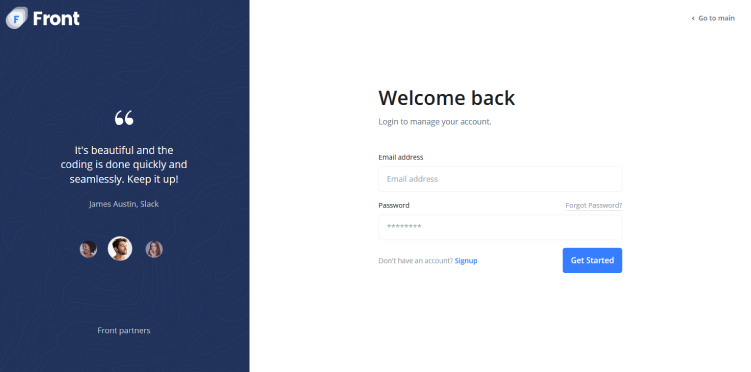 F Front
Go to main
“
It's beautiful and the
coding is done quickly and
seamlessly. Keep it up!
James Austin, Slack
Front partners
Welcome back
Login to manage your account.
Email address
Email address
Password Forgot Password?
********
Don't have an account? Signup
Get Started